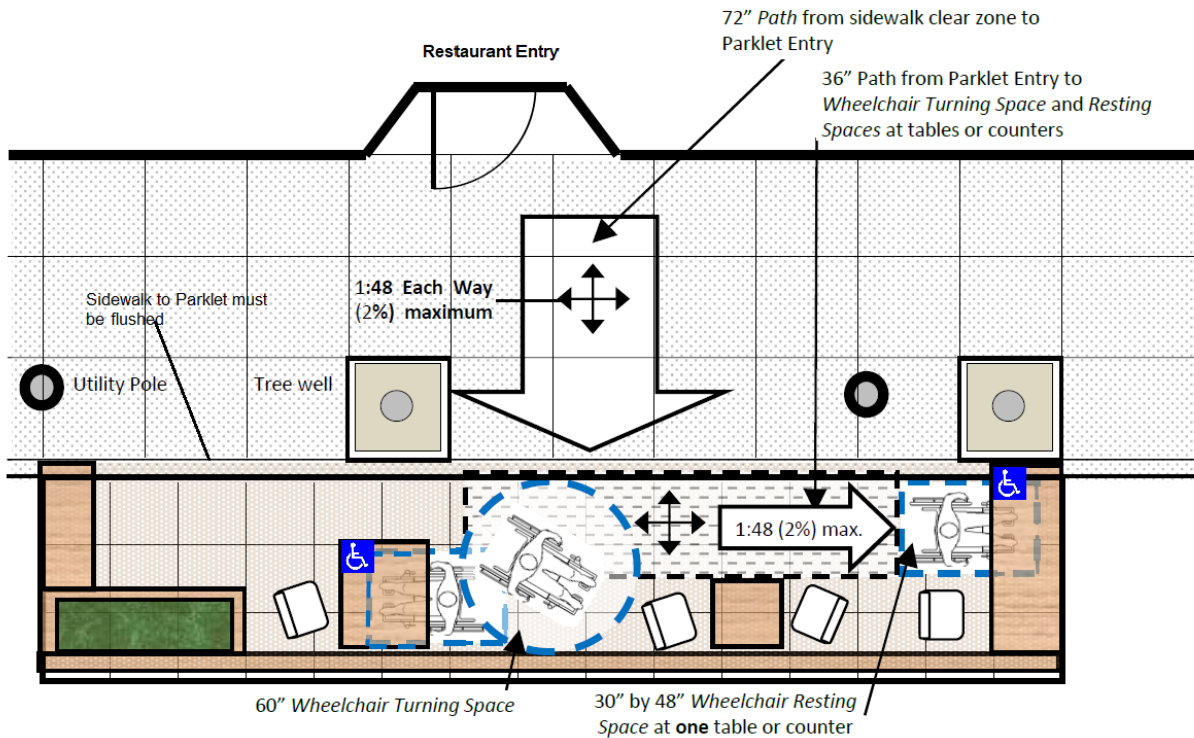 72” Path from sidewalk clear zone to
Parklet Entry
Restaurant Entry
36” Path from Parklet Entry to
Wheelchair Turning Space and Resting
Spaces at tables or counters
1:48 Each Way
(2%) maximum
Sidewalk to Parklet must
be flushed
Utility Pole
Tree well
1:48 (2%) max.
60” Wheelchair Turning Space
30” by 48” Wheelchair Resting
Space at one table or counter